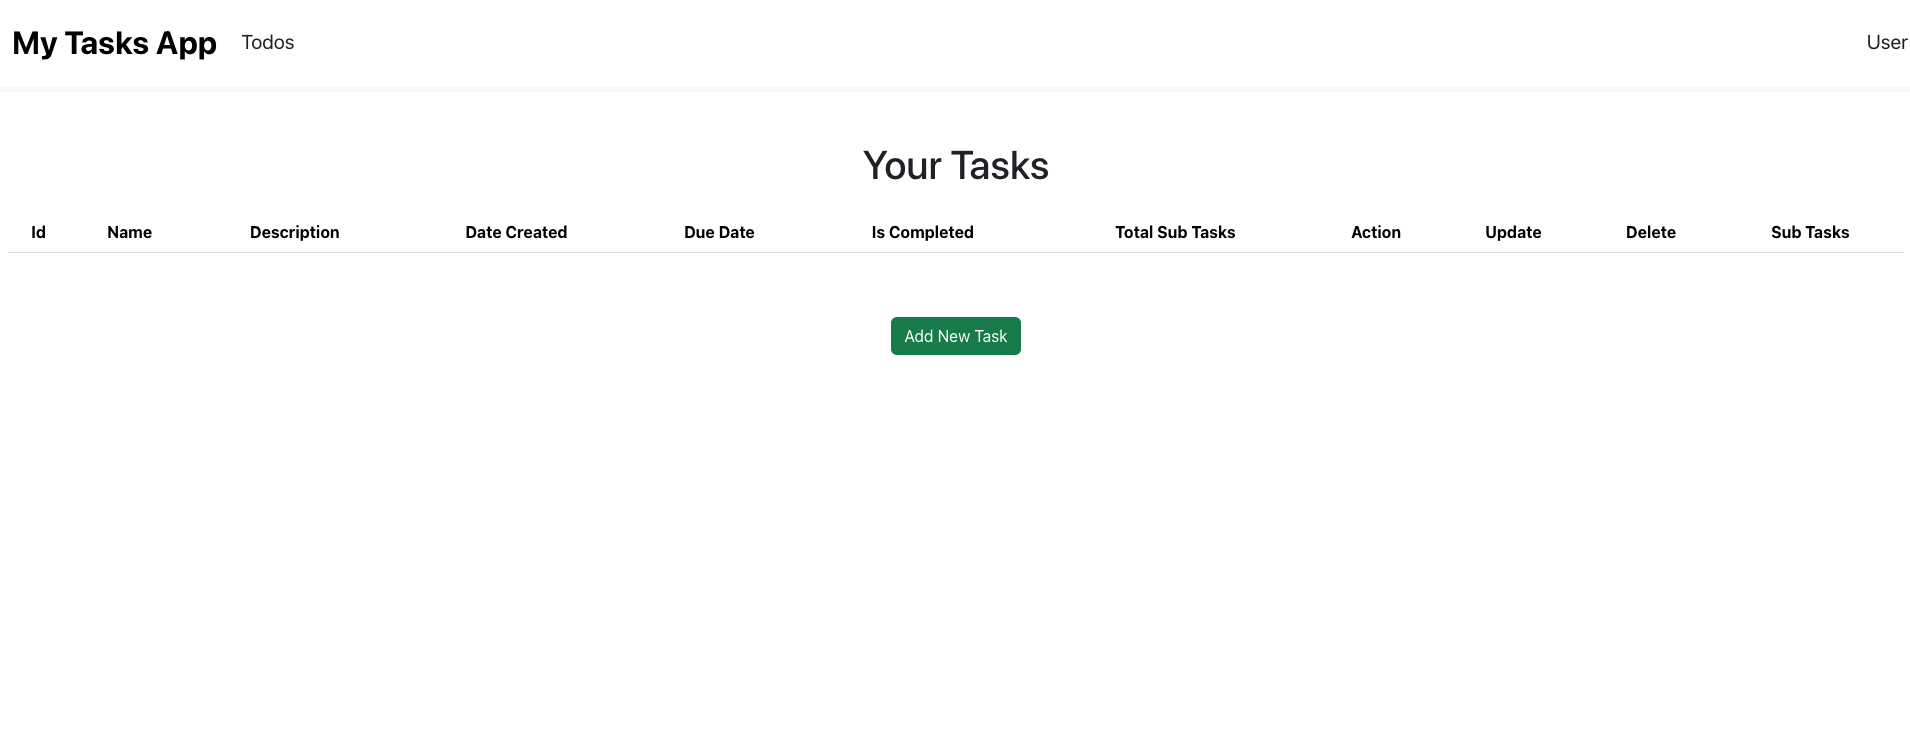 My Tasks App Todos User
Your Tasks
Id Name Description Date Created Due Date Is Completed Total Sub Tasks Action Update Delete Sub Tasks
Add New Task